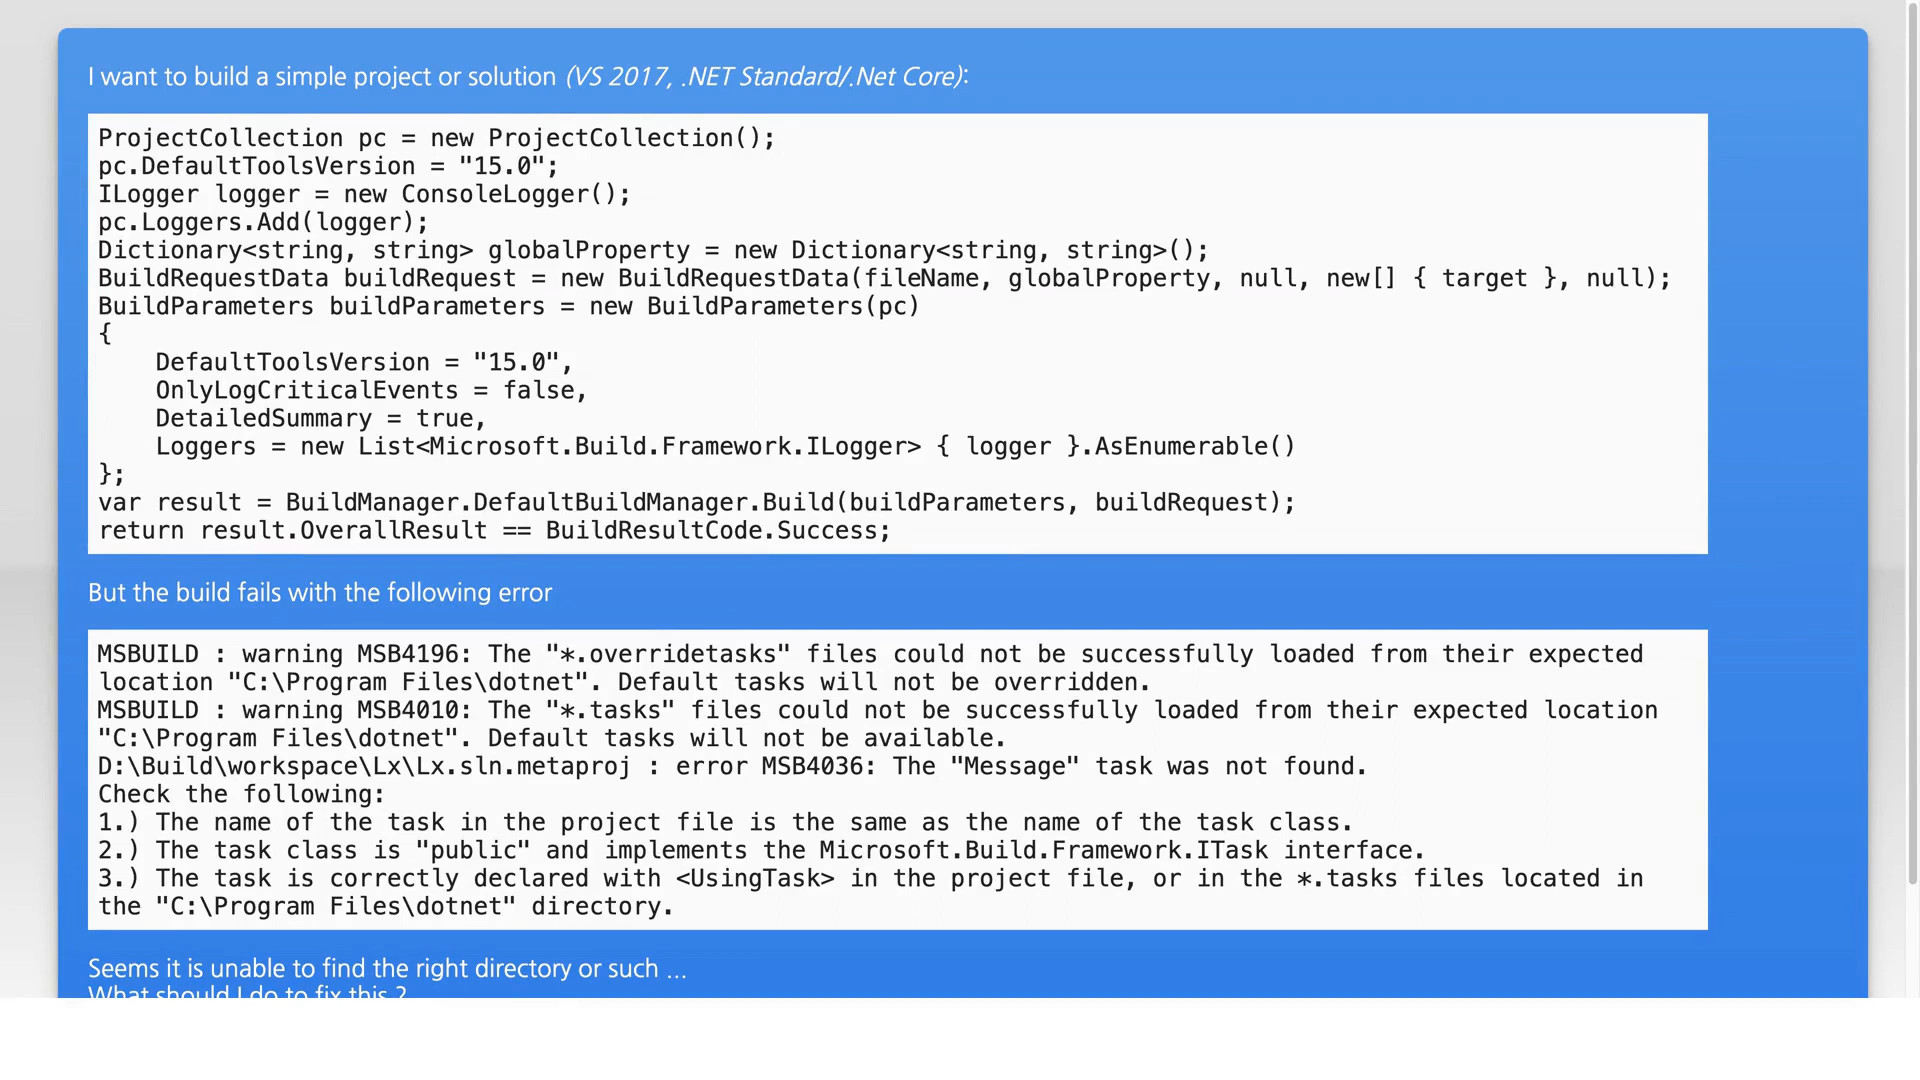 I want to build a simple project or solution (VS 2017, .NET Standard/.Net Core):
ProjectCollection pc = new ProjectCollection();
pc.DefaultToolsVersion = "15.0";
ILogger logger = new ConsoleLogger();
pc.Loggers.Add(logger);
Dictionary<string, string> globalProperty = new Dictionary<string, string>();
BuildRequestData buildRequest = new BuildRequestData(fileName, globalProperty, null, new[] { target }, null);
BuildParameters buildParameters = new BuildParameters(pc)
{
    DefaultToolsVersion = "15.0",
    OnlyLogCriticalEvents = false,
    DetailedSummary = true,
    Loggers = new List<Microsoft.Build.Framework.ILogger> { logger }.AsEnumerable()
};
var result = BuildManager.DefaultBuildManager.Build(buildParameters, buildRequest);
return result.OverallResult == BuildResultCode.Success;
But the build fails with the following error
MSBUILD : warning MSB4196: The "*.overridetasks" files could not be successfully loaded from their expected
location "C:\Program Files\dotnet". Default tasks will not be overridden.
MSBUILD : warning MSB4010: The "*.tasks" files could not be successfully loaded from their expected location
"C:\Program Files\dotnet". Default tasks will not be available.
D:\Build\workspace\Lx\Lx.sln.metaproj : error MSB4036: The "Message" task was not found.
Check the following:
1.) The name of the task in the project file is the same as the name of the task class.
2.) The task class is "public" and implements the Microsoft.Build.Framework.ITask interface.
3.) The task is correctly declared with <UsingTask> in the project file, or in the *.tasks files located in
the "C:\Program Files\dotnet" directory.
Seems it is unable to find the right directory or such ...
What should I do to fix this ?